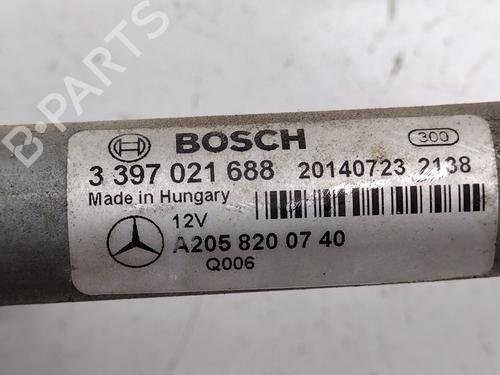 B-PARTS
BOSCH
300
3 397 021 688 20140723 2138
Made in Hungary
12V
A205 820 07 40
Q006